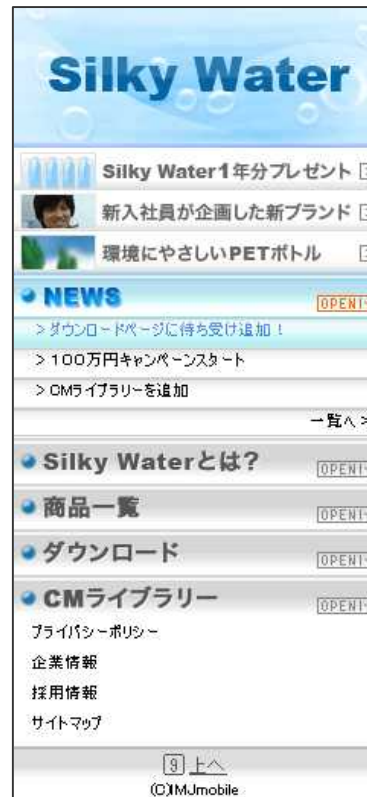 Silky Water
Silky Water1年分プレゼント
新入社員が企画した新ブランド
環境にやさしいPETボトル
NEWS OPEN!
>ダウンロードページに待ち受け追加!
>100万円キャンペーンスタート
>CMライブラリーを追加
一覧へ>
Silky Waterとは? OPEN!
商品一覧 OPEN!
ダウンロード OPEN!
CMライブラリー OPEN!
プライバシーポリシー
企業情報
採用情報
サイトマップ
9 上へ
(C)IMJmobile